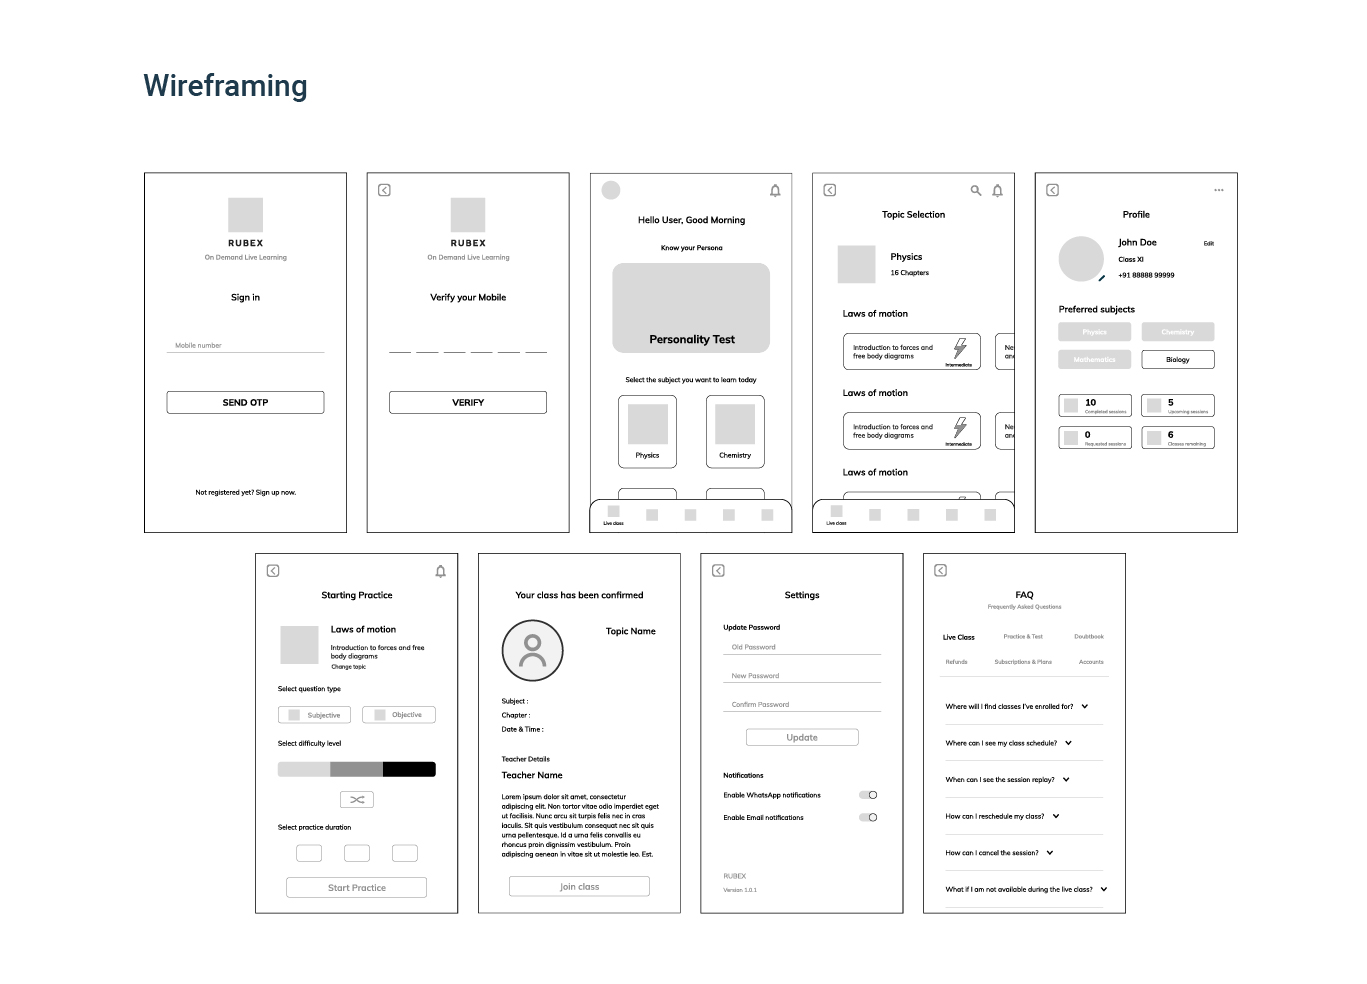 Wireframing
RUBEX
On Demand Live Learning
Sign in
Mobile number
SEND OTP
Not registered yet? Sign up now.
RUBEX
On Demand Live Learning
Verify your Mobile
VERIFY
Hello User, Good Morning
Know your Persona
Personality Test
Select the subject you want to learn today
Physics
Chemistry
Live class
Topic Selection
Physics
16 Chapters
Laws of motion
Introduction to forces and
free body diagrams
Intermediate
Ne
and
Laws of motion
Introduction to forces and
free body diagrams
Intermediate
Ne
and
Laws of motion
Live class
Profile
John Doe
Edit
Class XI
+91 88888 99999
Preferred subjects
Physics
Chemistry
Mathematics
Biology
10
Completed sessions
5
Upcoming sessions
0
Requested sessions
6
Classes remaining
Starting Practice
Laws of motion
Introduction to forces and free
body diagrams
Change topic
Select question type
Subjective
Objective
Select difficulty level
Select practice duration
Start Practice
Your class has been confirmed
Topic Name
Subject :
Chapter :
Date & Time :
Teacher Details
Teacher Name
Lorem ipsum dolor sit amet, consectetur
adipiscing elit. Non tortor vitae odio imperdiet eget
ut facilisis. Nunc arcu sit turpis felis nec in cras
iaculis. Sit quis vestibulum consequat nec sit quis
urna pellentesque. Id a urna felis convallis eu
rhoncus proin dignissim vestibulum. Proin
adipiscing aenean in vitae sit ut molestie leo. Est.
Join class
Settings
Update Password
Old Password
New Password
Confirm Password
Update
Notifications
Enable WhatsApp notifications
Enable Email notifications
RUBEX
Version 1.0.1
FAQ
Frequently Asked Questions
Live Class
Practice & Test
Doubtbook
Refunds
Subscriptions & Plans
Accounts
Where will I find classes I've enrolled for?
Where can I see my class schedule?
When can I see the session replay?
How can I reschedule my class?
How can I cancel the session?
What if I am not available during the live class?